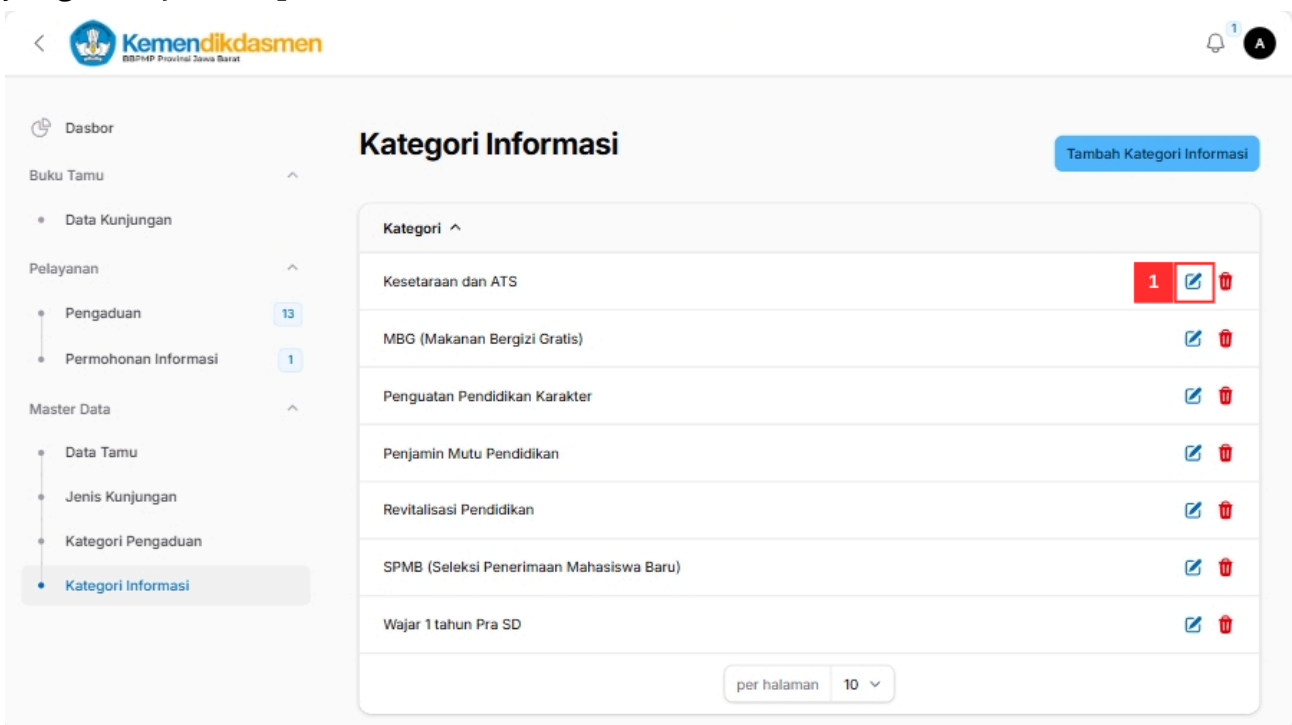 Kemendikdasmen
BBPMP Provinsi Jawa Barat
1
A
Dasbor
Buku Tamu
Data Kunjungan
Pelayanan
Pengaduan 13
Permohonan Informasi 1
Master Data
Data Tamu
Jenis Kunjungan
Kategori Pengaduan
Kategori Informasi
Kategori Informasi
Tambah Kategori Informasi
Kategori
Kesetaraan dan ATS
1
MBG (Makanan Bergizi Gratis)
Penguatan Pendidikan Karakter
Penjamin Mutu Pendidikan
Revitalisasi Pendidikan
SPMB (Seleksi Penerimaan Mahasiswa Baru)
Wajar 1 tahun Pra SD
per halaman 10